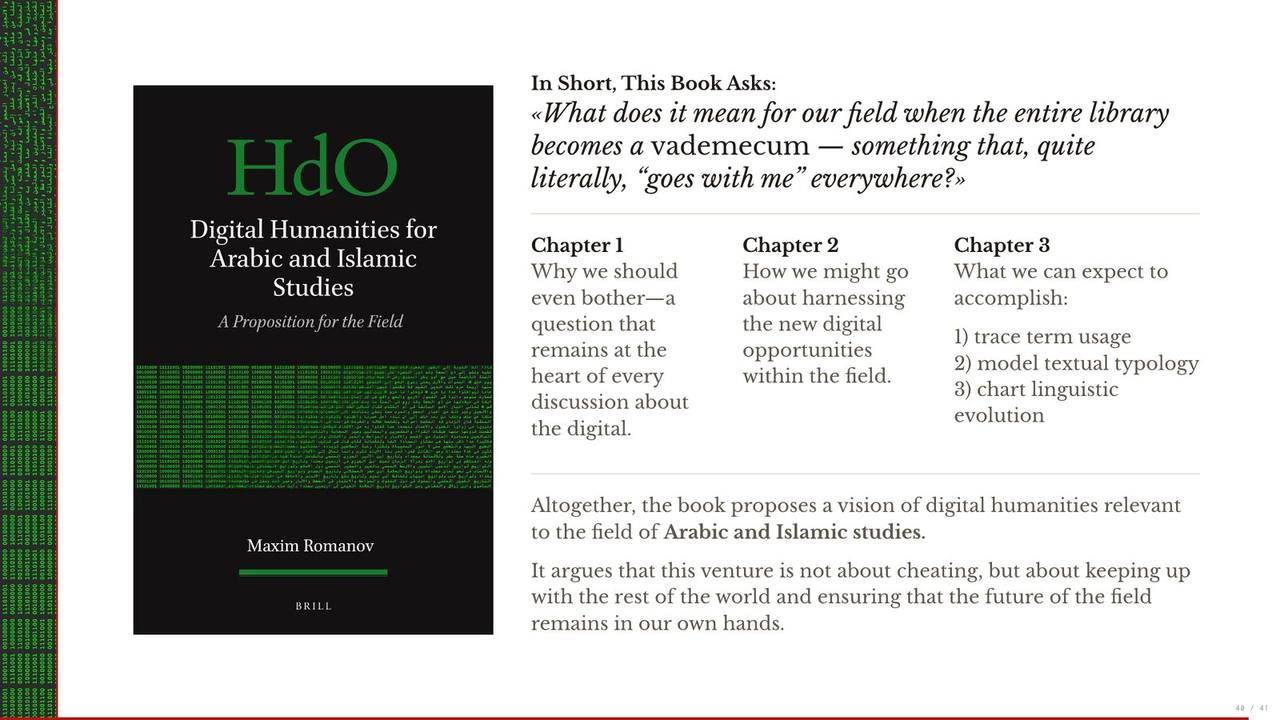 HdO
Digital Humanities for
Arabic and Islamic
Studies
A Proposition for the Field
Maxim Romanov
BRILL
In Short, This Book Asks:
«What does it mean for our field when the entire library
becomes a vademecum — something that, quite
literally, “goes with me” everywhere?»
Chapter 1
Why we should
even bother—a
question that
remains at the
heart of every
discussion about
the digital.
Chapter 2
How we might go
about harnessing
the new digital
opportunities
within the field.
Chapter 3
What we can expect to
accomplish:
1) trace term usage
2) model textual typology
3) chart linguistic
evolution
Altogether, the book proposes a vision of digital humanities relevant
to the field of Arabic and Islamic studies.
It argues that this venture is not about cheating, but about keeping up
with the rest of the world and ensuring that the future of the field
remains in our own hands.
40 / 41